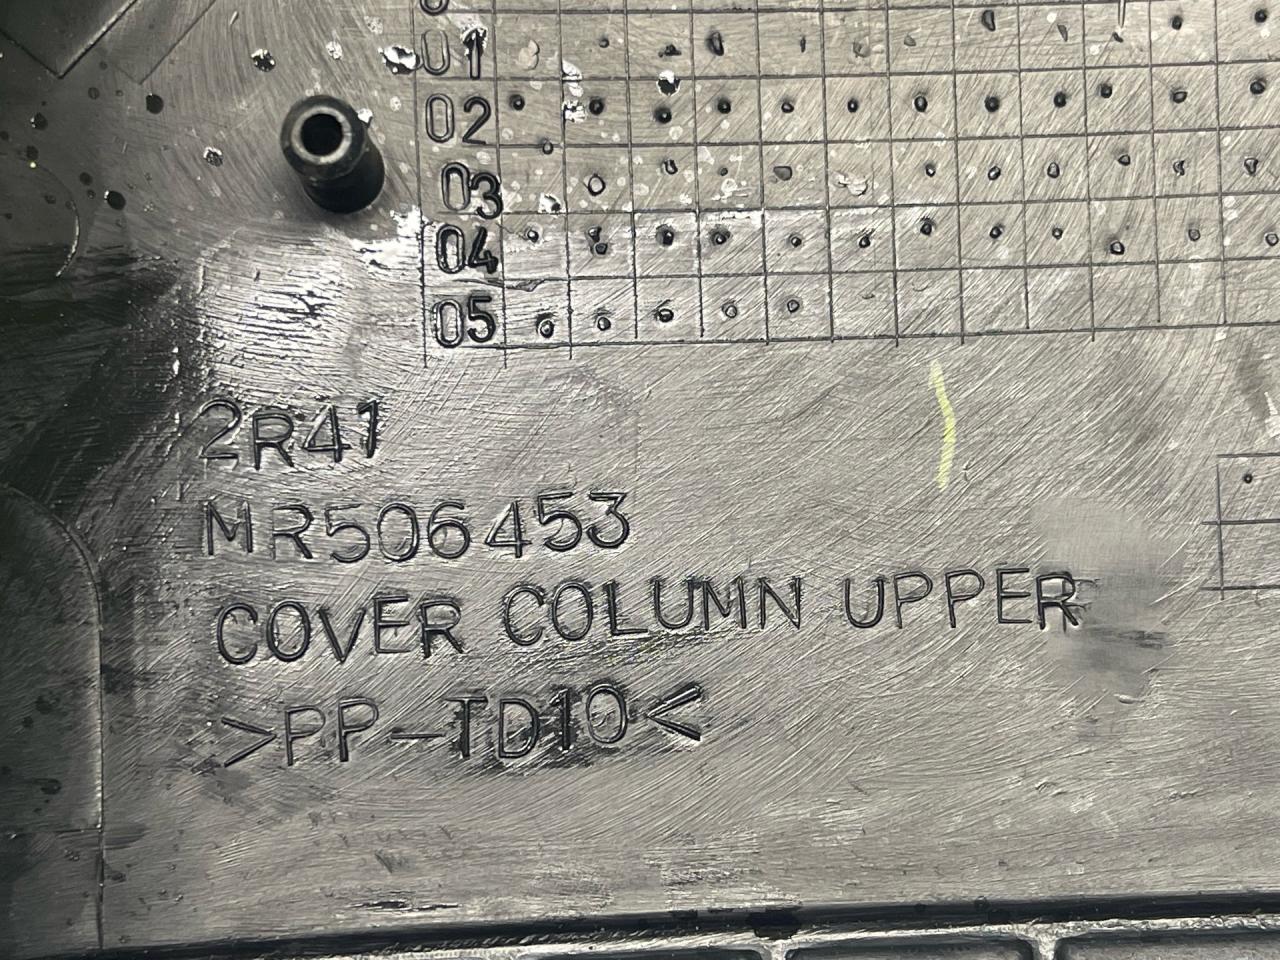 01
02
03
04
05
2R41
MR506453
COVER COLUMN UPPER
>PP-TD10<